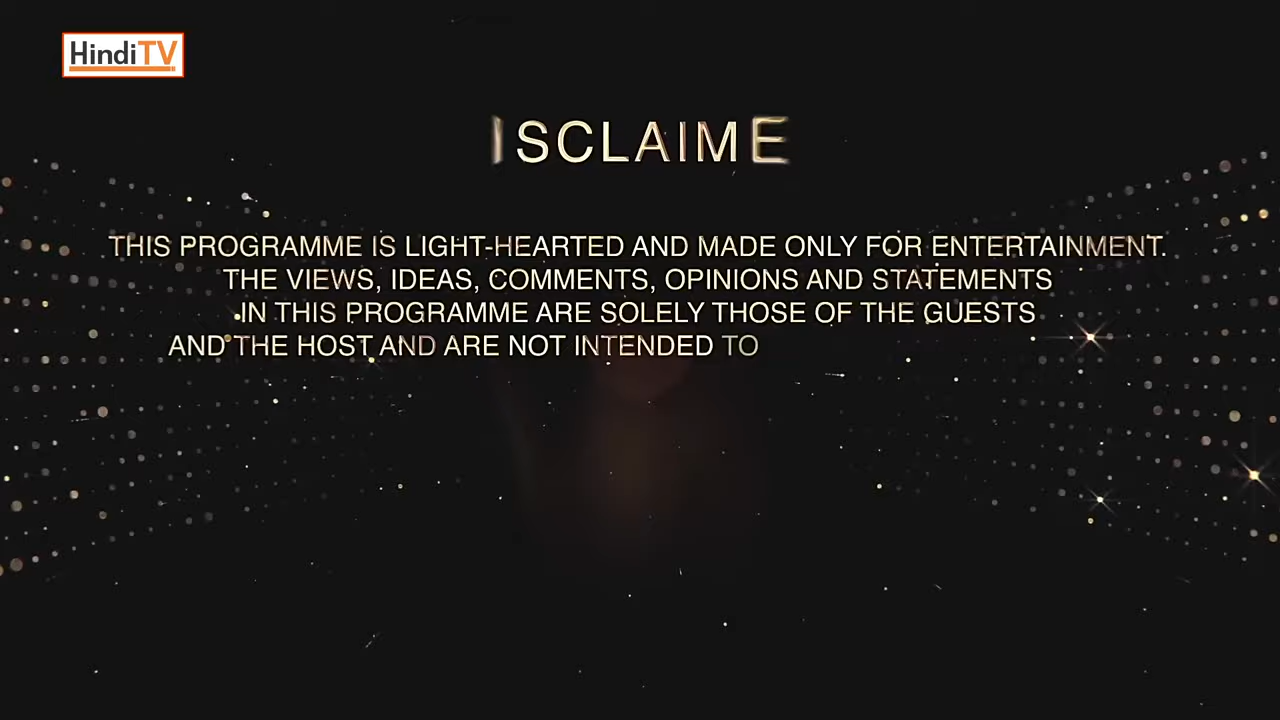 HindiTV
ISCLAIME
THIS PROGRAMME IS LIGHT-HEARTED AND MADE ONLY FOR ENTERTAINMENT.
THE VIEWS, IDEAS, COMMENTS, OPINIONS AND STATEMENTS
IN THIS PROGRAMME ARE SOLELY THOSE OF THE GUESTS
AND THE HOST AND ARE NOT INTENDED TO